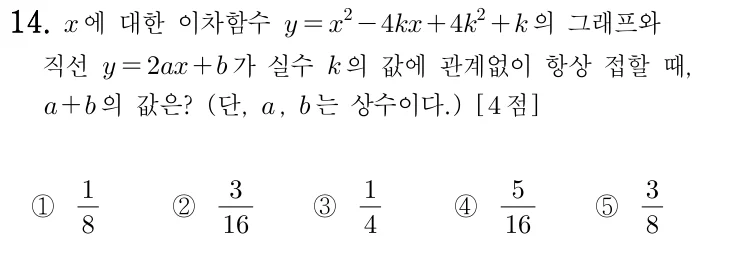 14. x에 대한 이차함수 y=x²-4kx+4k²+k의 그래프와
직선 y=2ax+b가 실수 k의 값에 관계없이 항상 접할 때,
a+b의 값은? (단, a, b는 상수이다.) [4점]
① 1/8 ② 3/16 ③ 1/4 ④ 5/16 ⑤ 3/8